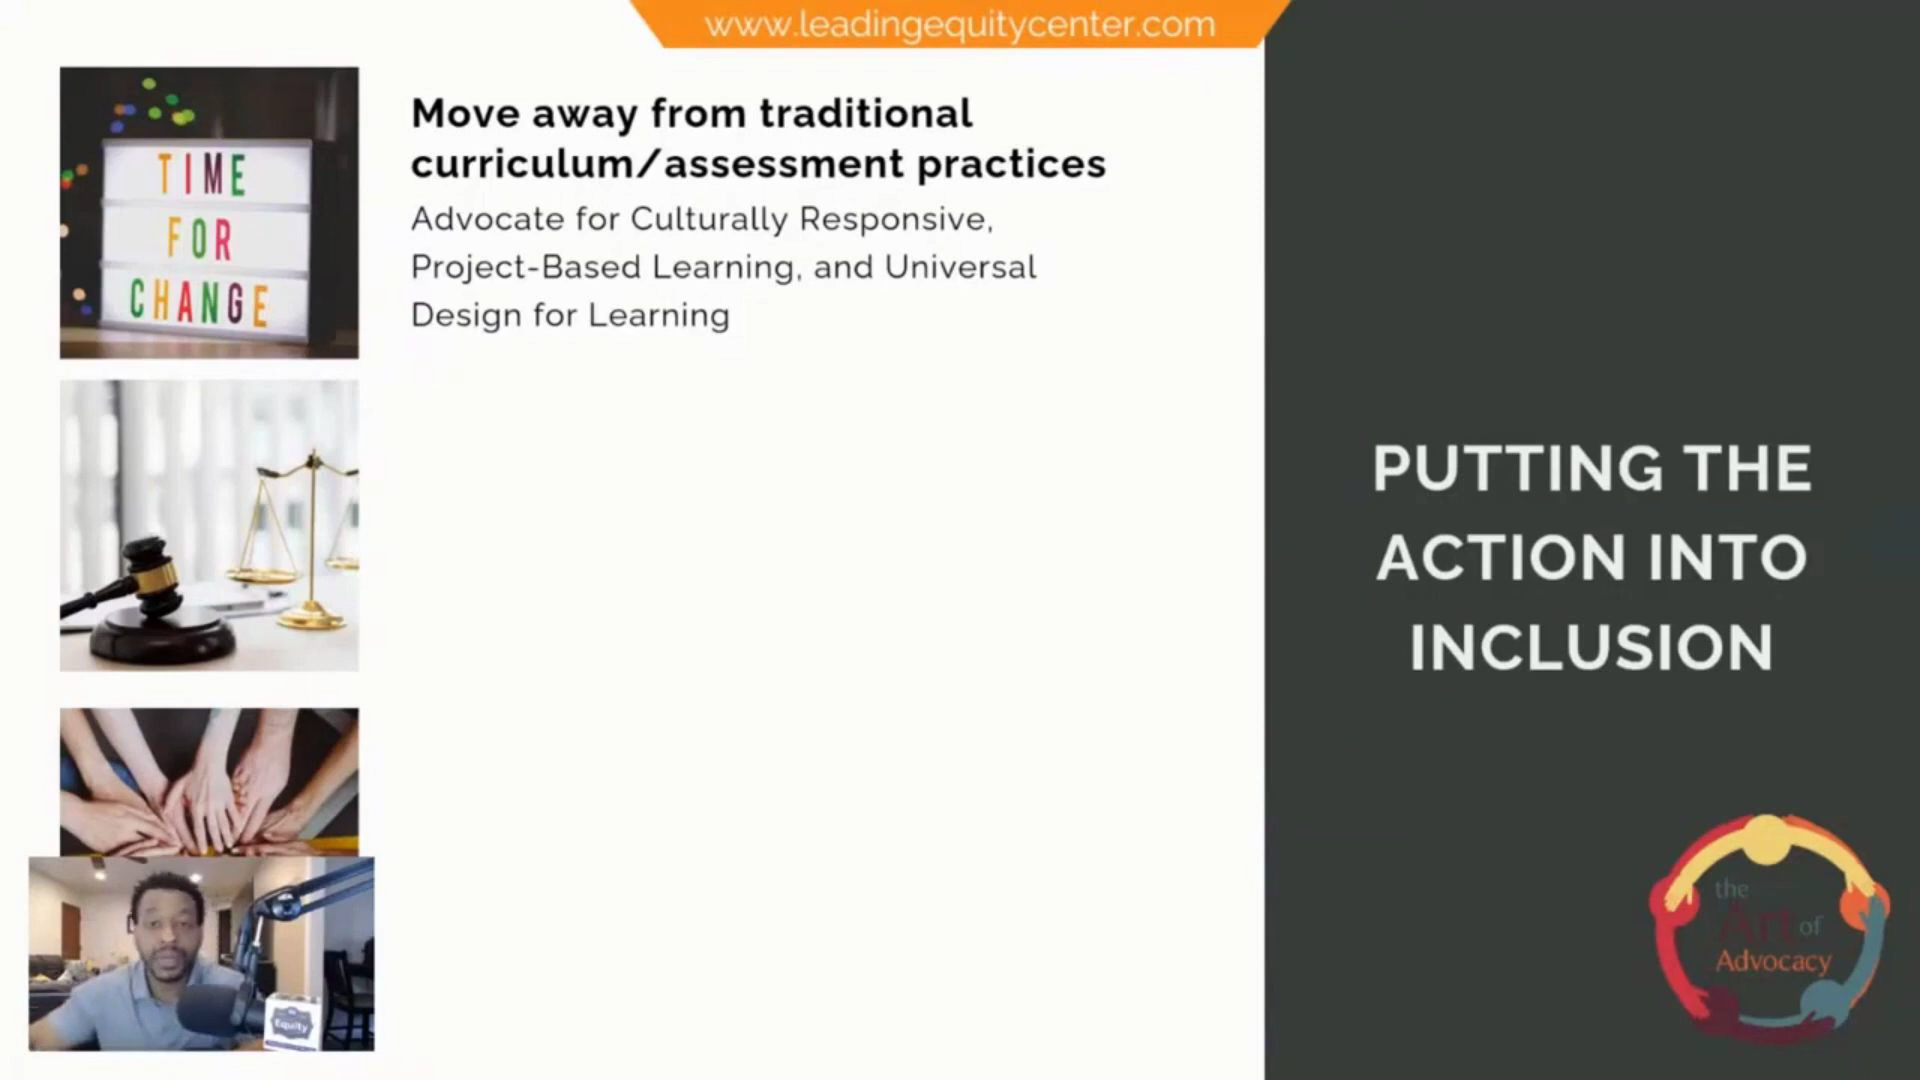 www.leadingequitycenter.com
TIME
FOR
CHANGE
Move away from traditional
curriculum/assessment practices
Advocate for Culturally Responsive,
Project-Based Learning, and Universal
Design for Learning
PUTTING THE
ACTION INTO
INCLUSION
the
Art of
Advocacy
Equity